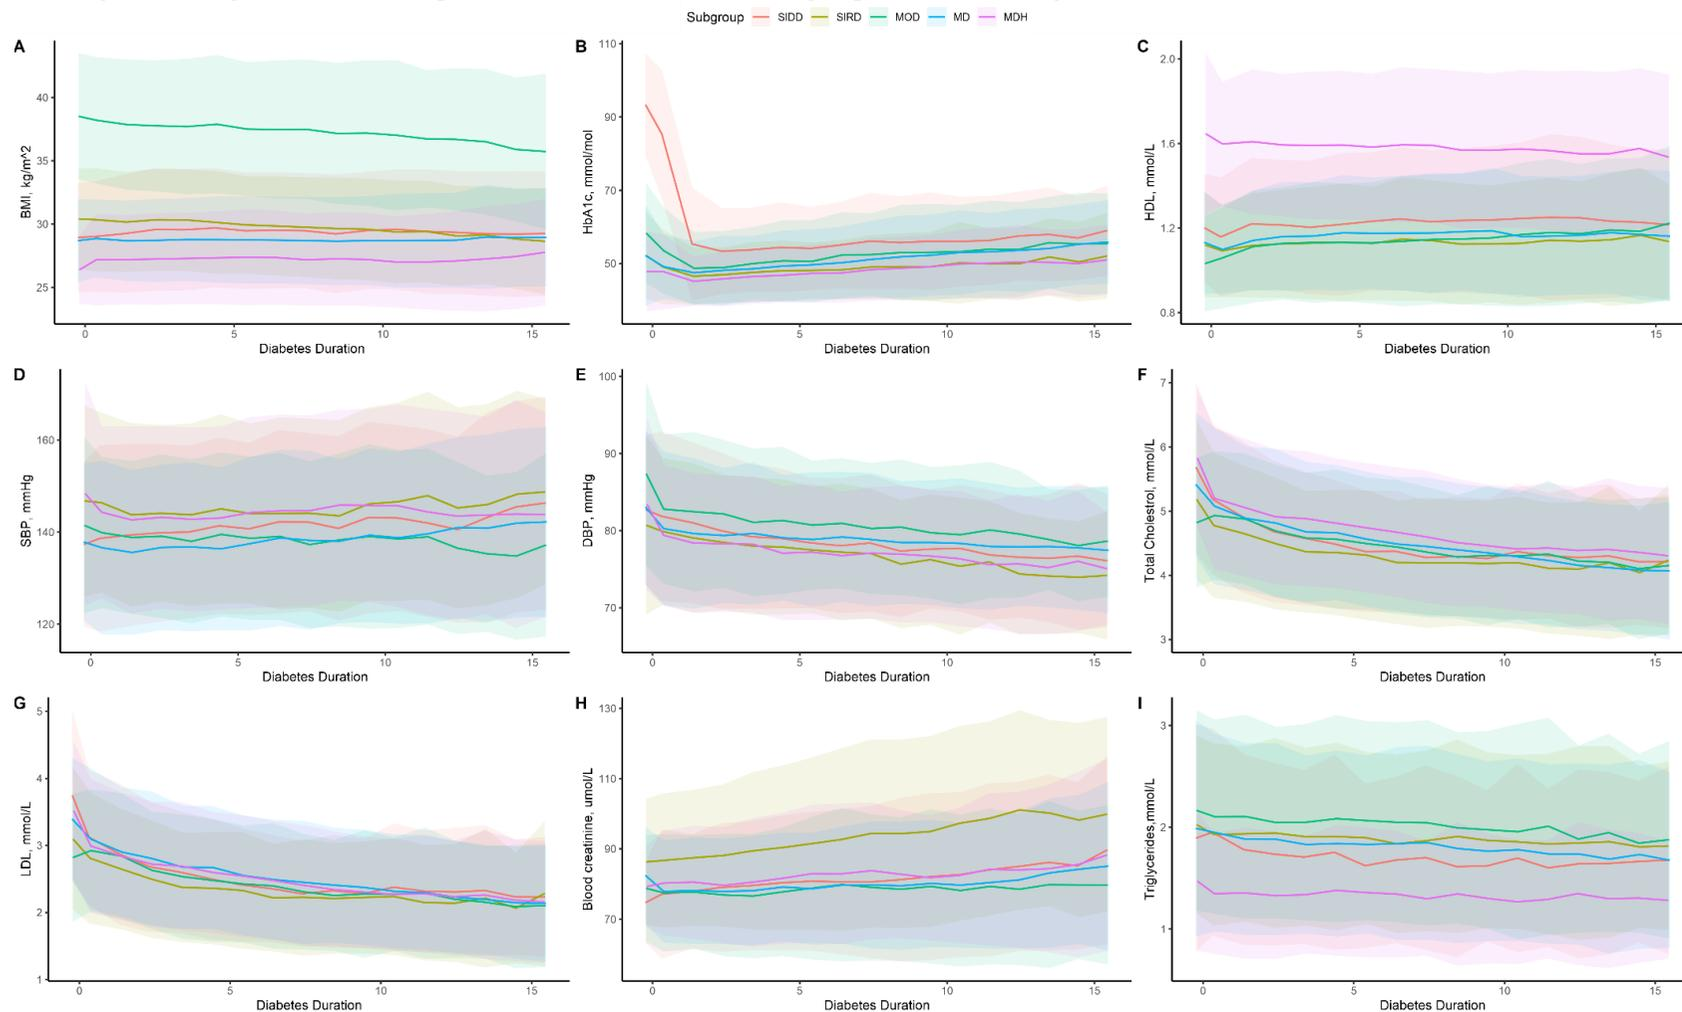 Subgroup SIDD SIRD MOD MD MDH
A
BMI, kg/m^2
40
35
30
25
0 5 10 15
Diabetes Duration
B
HbA1c, mmol/mol
110
90
70
50
0 5 10 15
Diabetes Duration
C
HDL, mmol/L
2.0
1.6
1.2
0.8
0 5 10 15
Diabetes Duration
D
SBP, mmHg
160
140
120
0 5 10 15
Diabetes Duration
E
DBP, mmHg
100
90
80
70
0 5 10 15
Diabetes Duration
F
Total Cholestrol, mmol/L
7
6
5
4
3
0 5 10 15
Diabetes Duration
G
LDL, mmol/L
5
4
3
2
1
0 5 10 15
Diabetes Duration
H
Blood creatinine, umol/L
130
110
90
70
0 5 10 15
Diabetes Duration
I
Triglycerides,mmol/L
3
2
1
0 5 10 15
Diabetes Duration